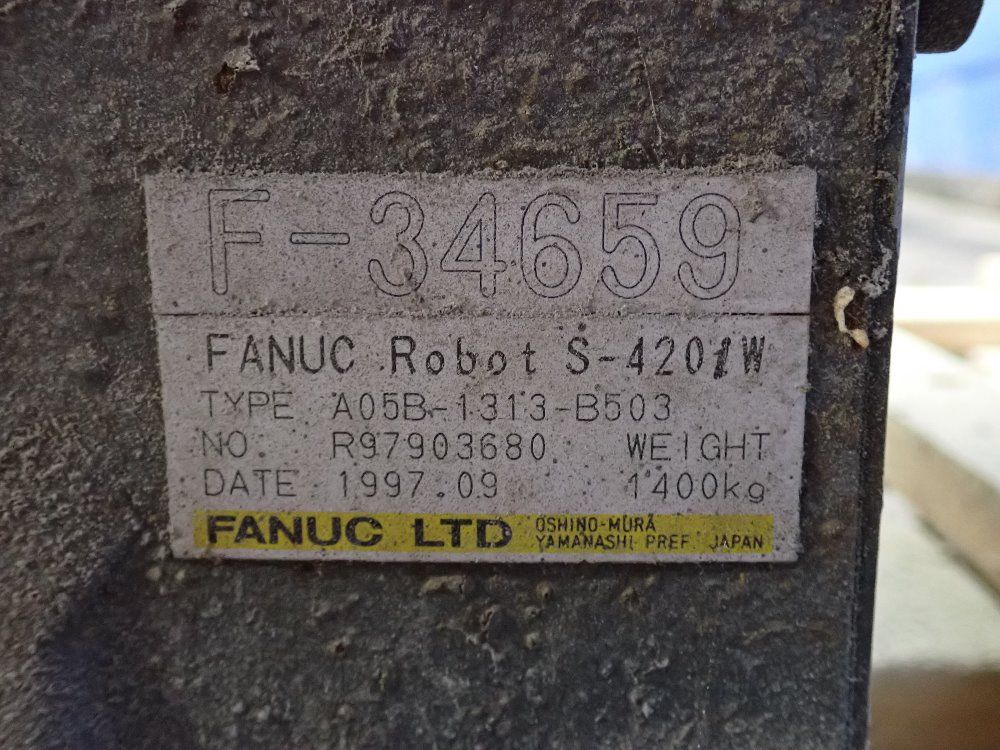 F-34659
FANUC Robot S-420iW
TYPE A05B-1313-B503
NO. R97903680 WEIGHT
DATE 1997.09 1400kg
FANUC LTD OSHINO-MURA
YAMANASHI PREF. JAPAN